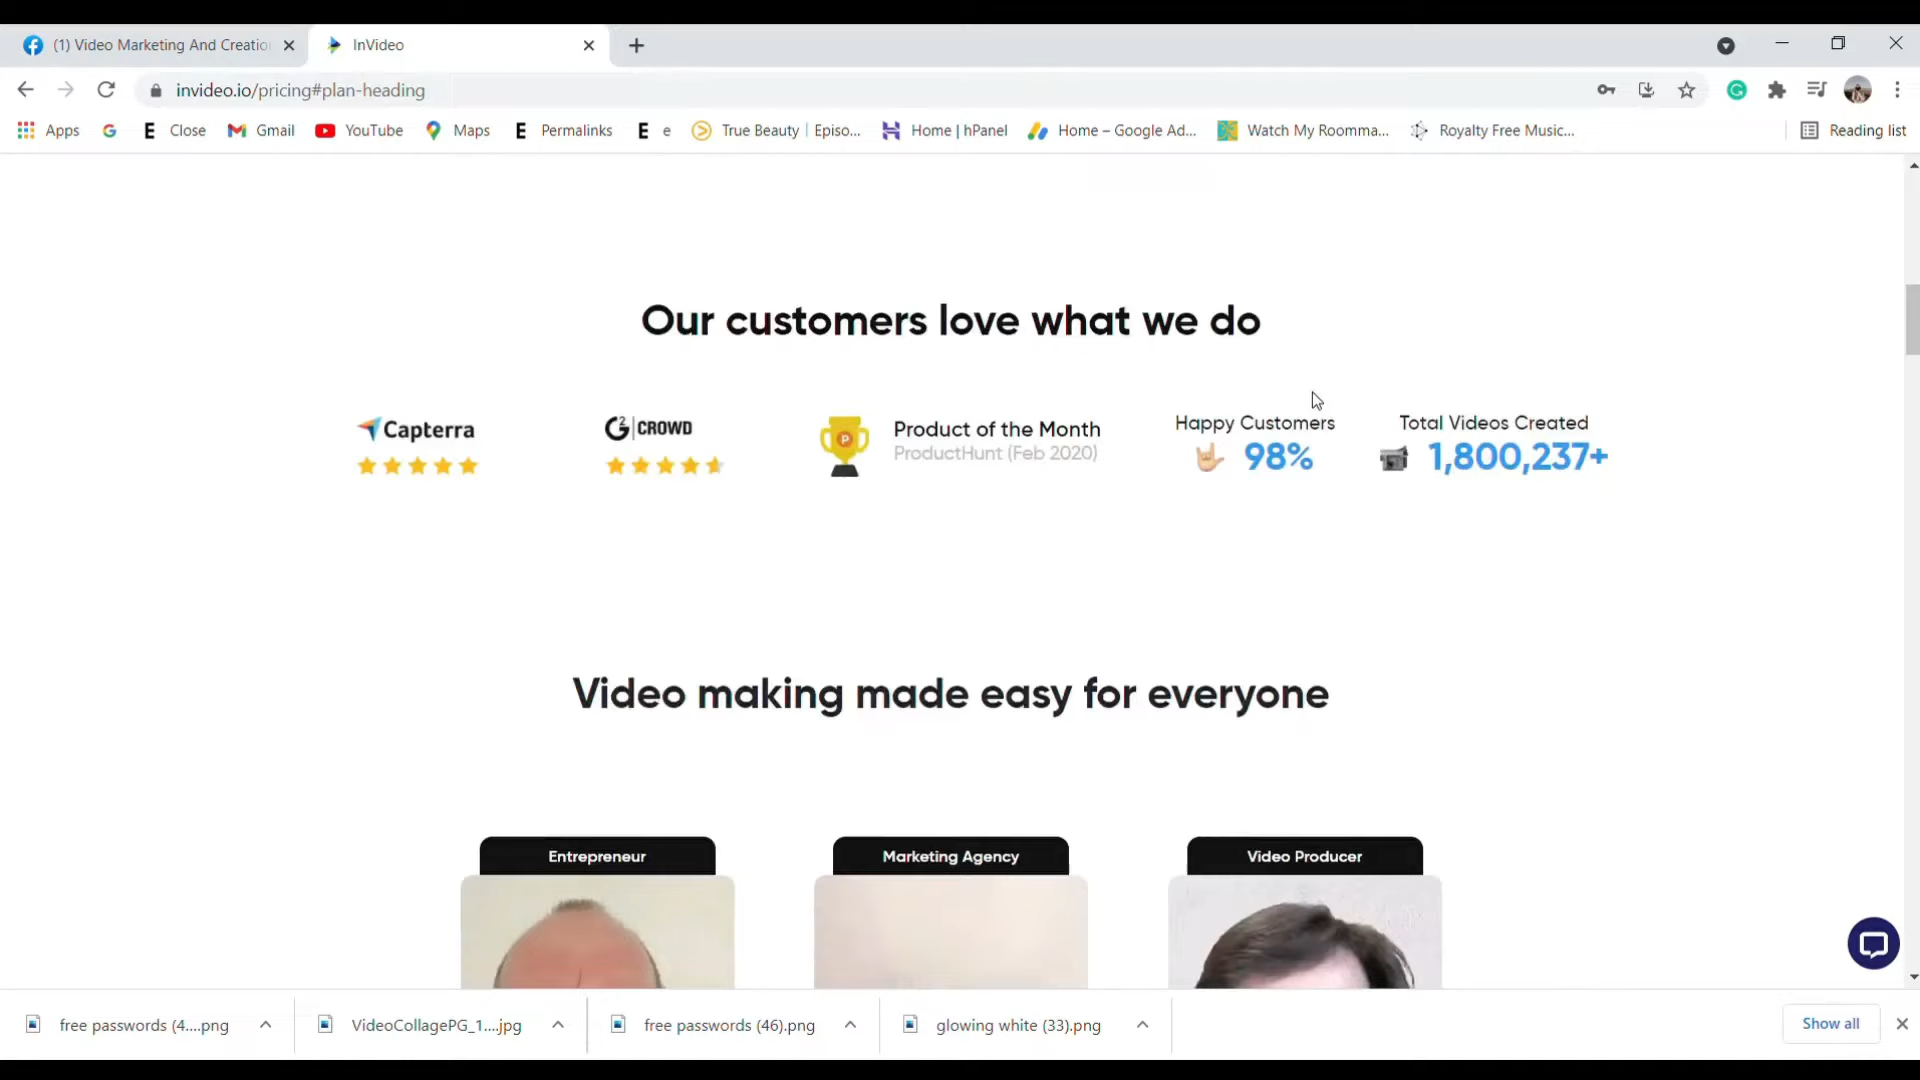 (1) Video Marketing And Creatio
InVideo
invideo.io/pricing#plan-heading
Apps
Close
Gmail
YouTube
Maps
E
Permalinks
E
e
True Beauty | Episo...
Home | hPanel
Home – Google Ad...
Watch My Roomma...
Royalty Free Music...
Reading list
Our customers love what we do
Capterra
G2 | CROWD
Product of the Month
ProductHunt (Feb 2020)
Happy Customers
98%
Total Videos Created
1,800,237+
Video making made easy for everyone
Entrepreneur
Marketing Agency
Video Producer
free passwords (4....png
VideoCollagePG_1....jpg
free passwords (46).png
glowing white (33).png
Show all